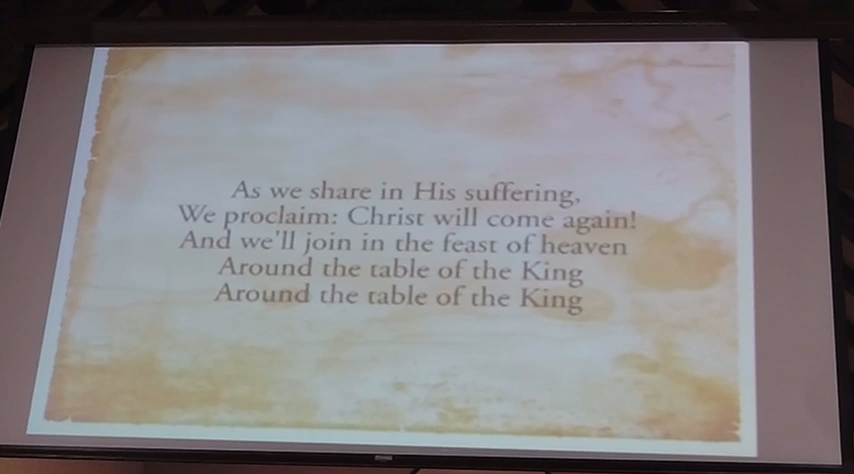 As we share in His suffering,
We proclaim: Christ will come again!
And we'll join in the feast of heaven
Around the table of the King
Around the table of the King